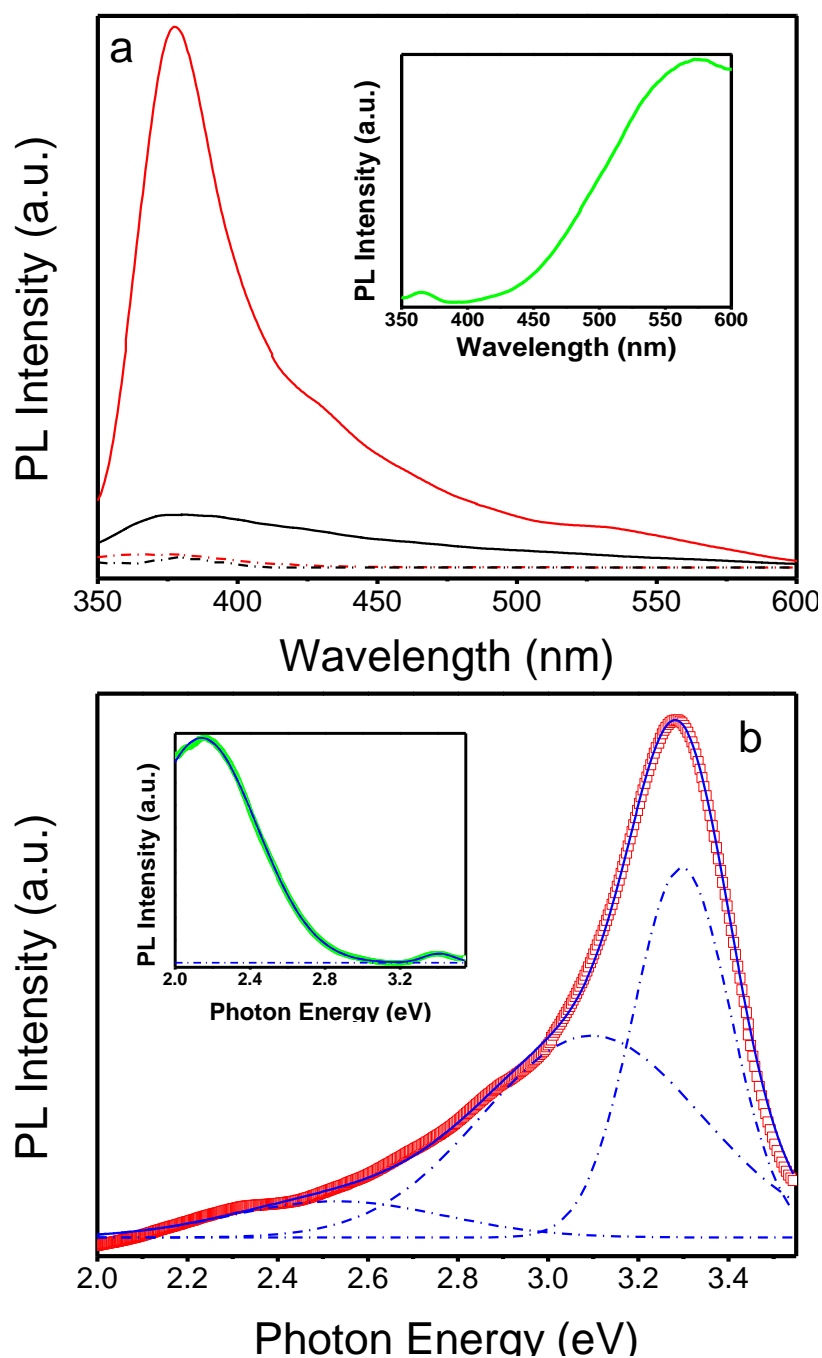 a
PL Intensity (a.u.)
PL Intensity (a.u.)
350 400 450 500 550 600
Wavelength (nm)
350 400 450 500 550 600
Wavelength (nm)
b
PL Intensity (a.u.)
PL Intensity (a.u.)
2.0 2.4 2.8 3.2
Photon Energy (eV)
2.0 2.2 2.4 2.6 2.8 3.0 3.2 3.4
Photon Energy (eV)